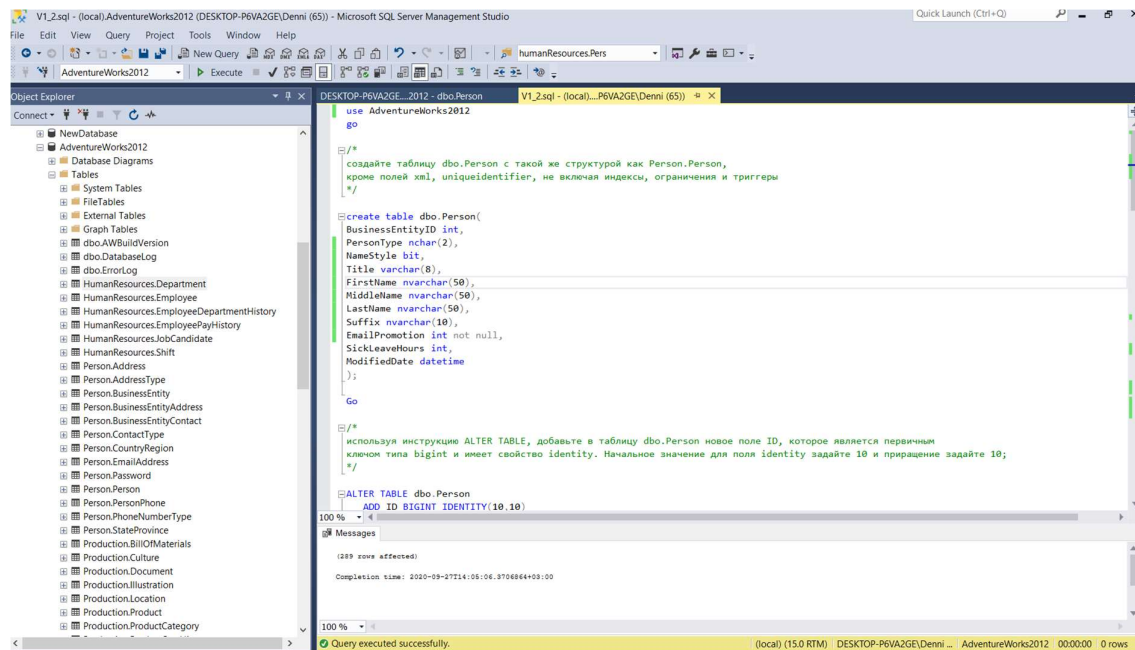 V1_2.sql - (local).AdventureWorks2012 (DESKTOP-P6VA2GE\Denni (65)) - Microsoft SQL Server Management Studio
Quick Launch (Ctrl+Q)
File Edit View Query Project Tools Window Help
New Query
humanResources.Pers
AdventureWorks2012
Execute
Object Explorer
Connect
NewDatabase
AdventureWorks2012
Database Diagrams
Tables
System Tables
FileTables
External Tables
Graph Tables
dbo.AWBuildVersion
dbo.DatabaseLog
dbo.ErrorLog
HumanResources.Department
HumanResources.Employee
HumanResources.EmployeeDepartmentHistory
HumanResources.EmployeePayHistory
HumanResources.JobCandidate
HumanResources.Shift
Person.Address
Person.AddressType
Person.BusinessEntity
Person.BusinessEntityAddress
Person.BusinessEntityContact
Person.ContactType
Person.CountryRegion
Person.EmailAddress
Person.Password
Person.Person
Person.PersonPhone
Person.PhoneNumberType
Person.StateProvince
Production.BillOfMaterials
Production.Culture
Production.Document
Production.Illustration
Production.Location
Production.Product
Production.ProductCategory
DESKTOP-P6VA2GE....2012 - dbo.Person
V1_2.sql - (local)....P6VA2GE\Denni (65))
use AdventureWorks2012
go
/*
создайте таблицу dbo.Person с такой же структурой как Person.Person,
кроме полей xml, uniqueidentifier, не включая индексы, ограничения и триггеры
*/
create table dbo.Person(
BusinessEntityID int,
PersonType nchar(2),
NameStyle bit,
Title varchar(8),
FirstName nvarchar(50),
MiddleName nvarchar(50),
LastName nvarchar(50),
Suffix nvarchar(10),
EmailPromotion int not null,
SickLeaveHours int,
ModifiedDate datetime
);
Go
/*
используя инструкцию ALTER TABLE, добавьте в таблицу dbo.Person новое поле ID, которое является первичным
ключом типа bigint и имеет свойство identity. Начальное значение для поля identity задайте 10 и приращение задайте 10;
*/
ALTER TABLE dbo.Person
ADD ID BIGINT IDENTITY(10,10)
100 %
Messages
(289 rows affected)
Completion time: 2020-09-27T14:05:06.3706864+03:00
100 %
Query executed successfully.
(local) (15.0 RTM) DESKTOP-P6VA2GE\Denni ... AdventureWorks2012 00:00:00 0 rows